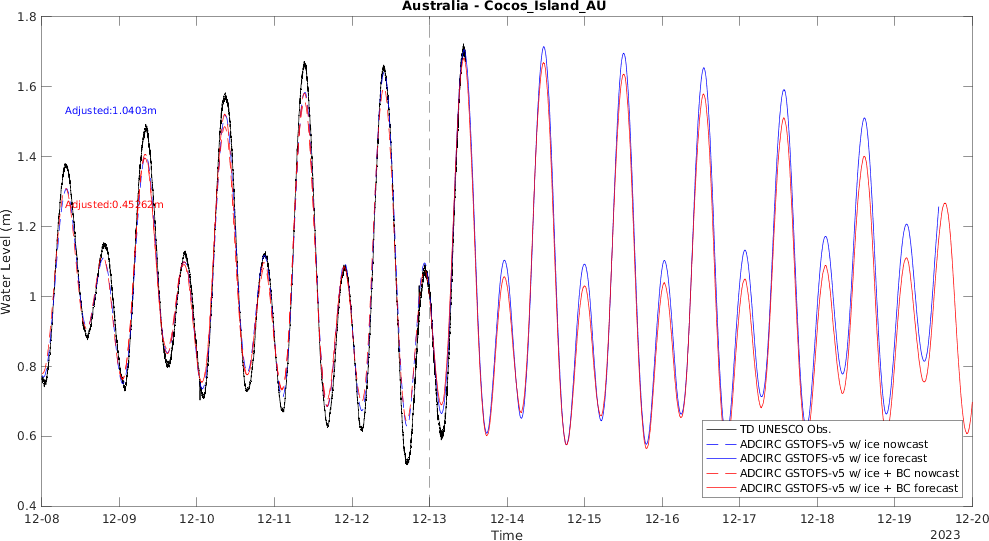 Australia - Cocos_Island_AU
1.8
1.6
1.4
1.2
1
0.8
0.6
0.4
Water Level (m)
Adjusted:1.0403m
Adjusted:0.45262m
TD UNESCO Obs.
ADCIRC GSTOFS-v5 w/ ice nowcast
ADCIRC GSTOFS-v5 w/ ice forecast
ADCIRC GSTOFS-v5 w/ ice + BC nowcast
ADCIRC GSTOFS-v5 w/ ice + BC forecast
12-08 12-09 12-10 12-11 12-12 12-13 12-14 12-15 12-16 12-17 12-18 12-19 12-20
Time
2023